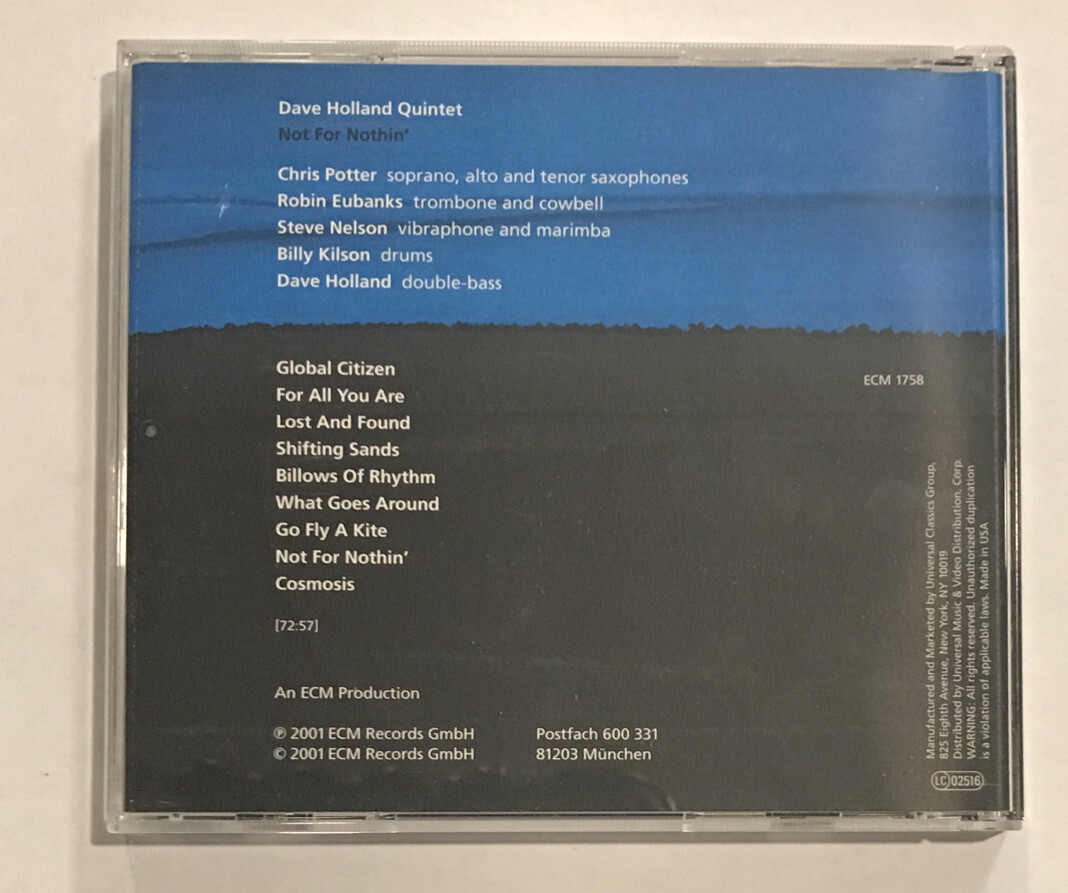 Dave Holland Quintet
Not For Nothin’
Chris Potter soprano, alto and tenor saxophones
Robin Eubanks trombone and cowbell
Steve Nelson vibraphone and marimba
Billy Kilson drums
Dave Holland double-bass
Global Citizen
For All You Are
Lost And Found
Shifting Sands
Billows Of Rhythm
What Goes Around
Go Fly A Kite
Not For Nothin’
Cosmosis
[72:57]
ECM 1758
An ECM Production
℗ 2001 ECM Records GmbH
© 2001 ECM Records GmbH
Postfach 600 331
81203 München
Manufactured and Marketed by Universal Classics Group,
825 Eighth Avenue, New York, NY 10019
Distributed by Universal Music & Video Distribution, Corp.
WARNING: All rights reserved. Unauthorized duplication
is a violation of applicable laws. Made in USA
LC 02516